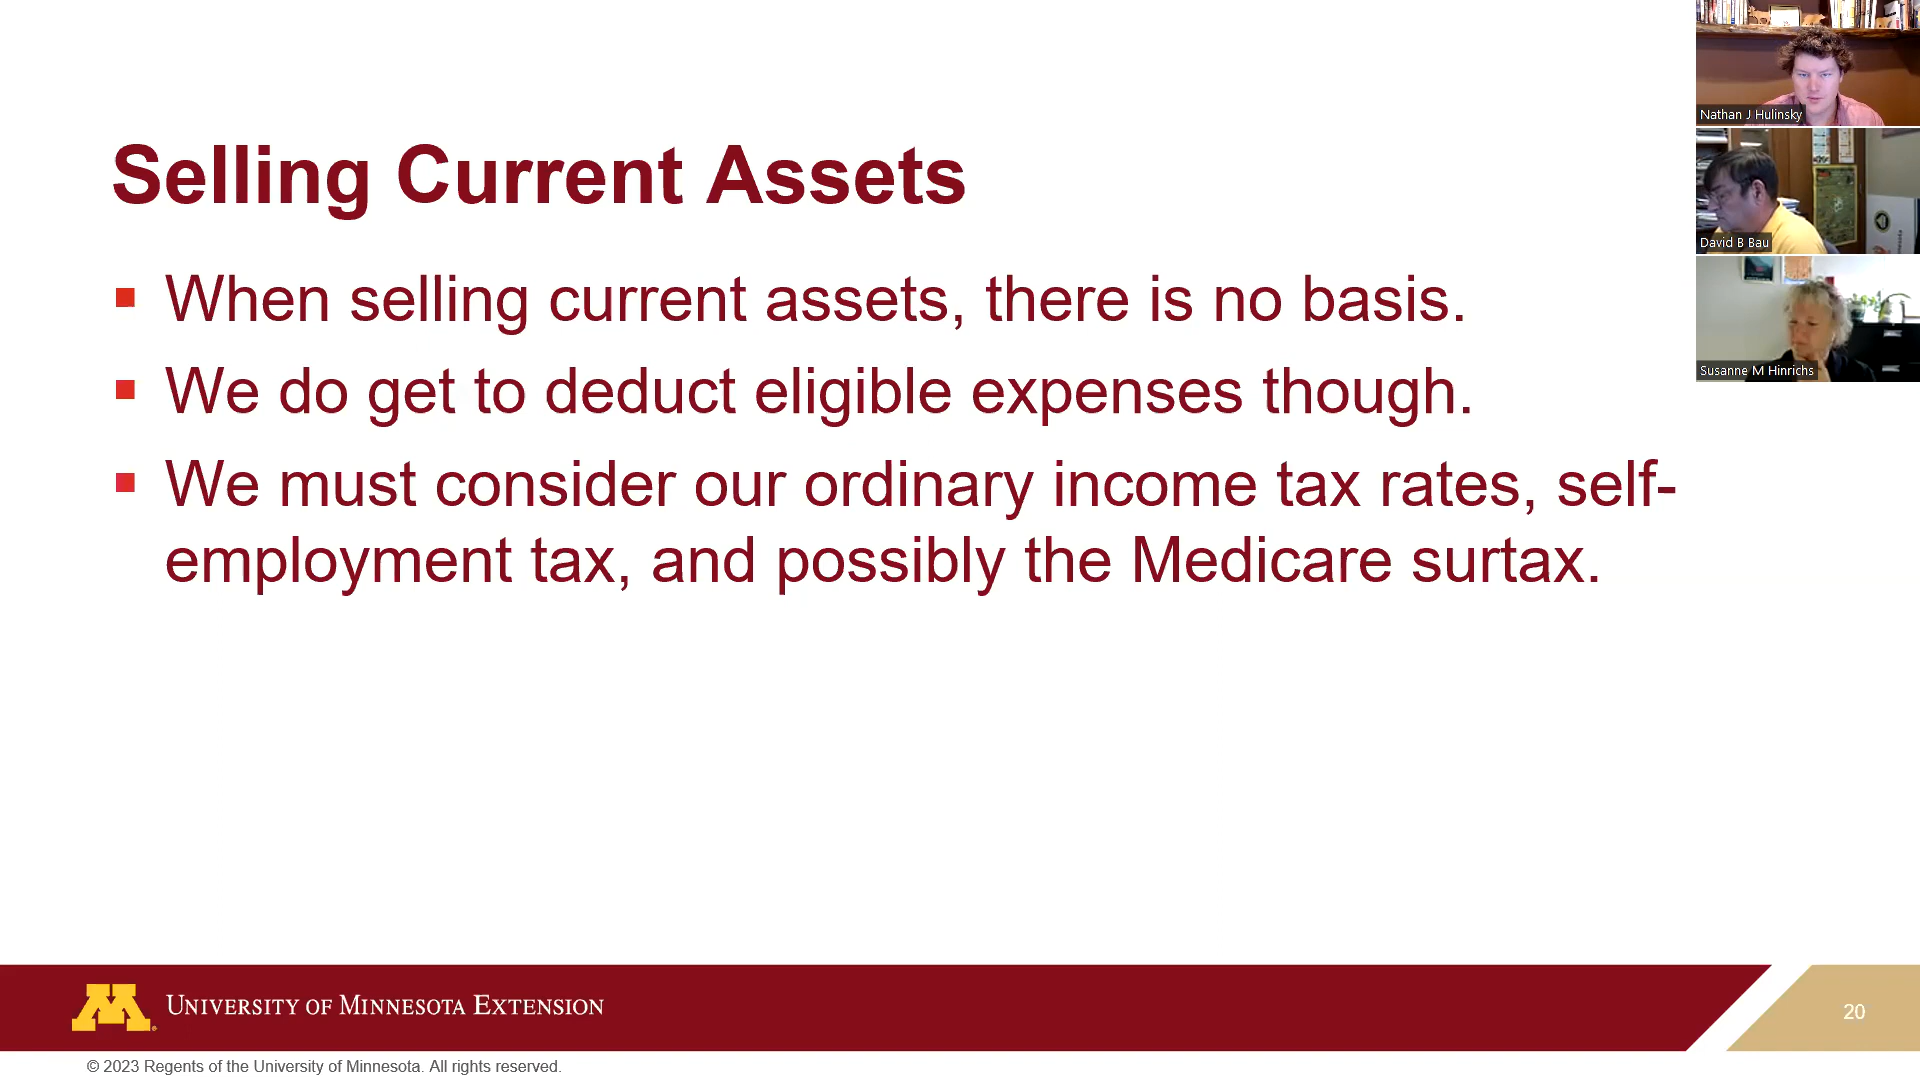 Selling Current Assets
When selling current assets, there is no basis.
We do get to deduct eligible expenses though.
We must consider our ordinary income tax rates, self-
employment tax, and possibly the Medicare surtax.
Nathan J Hulinsky
David B Bau
Susanne M Hinrichs
M
UNIVERSITY OF MINNESOTA EXTENSION
20
© 2023 Regents of the University of Minnesota. All rights reserved.